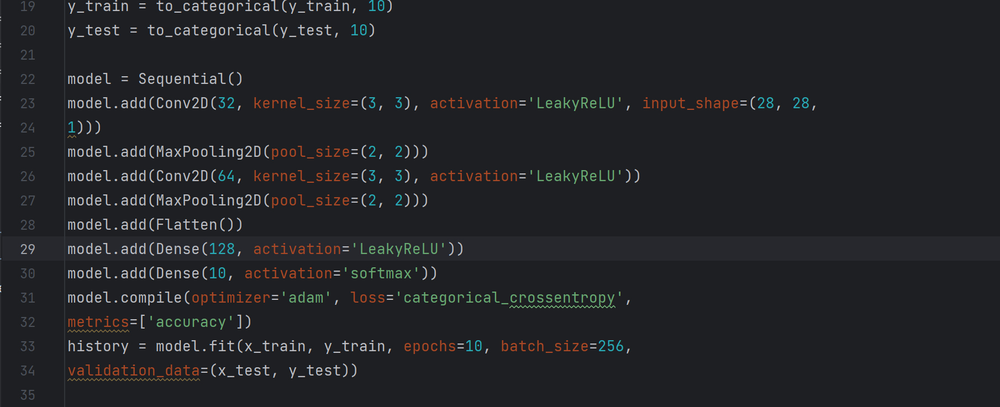 19 y_train = to_categorical(y_train, 10)
20 y_test = to_categorical(y_test, 10)
21
22 model = Sequential()
23 model.add(Conv2D(32, kernel_size=(3, 3), activation='LeakyReLU', input_shape=(28, 28,
24 1)))
25 model.add(MaxPooling2D(pool_size=(2, 2)))
26 model.add(Conv2D(64, kernel_size=(3, 3), activation='LeakyReLU'))
27 model.add(MaxPooling2D(pool_size=(2, 2)))
28 model.add(Flatten())
29 model.add(Dense(128, activation='LeakyReLU'))
30 model.add(Dense(10, activation='softmax'))
31 model.compile(optimizer='adam', loss='categorical_crossentropy',
32 metrics=['accuracy'])
33 history = model.fit(x_train, y_train, epochs=10, batch_size=256,
34 validation_data=(x_test, y_test))
35